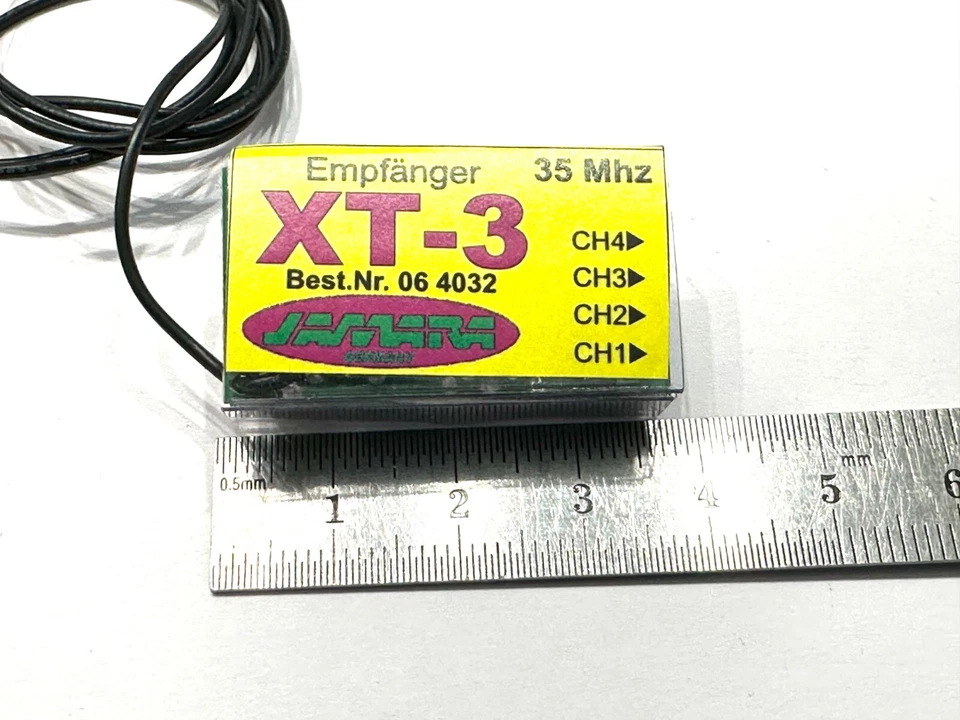 Empfänger 35 Mhz
XT-3
Best.Nr. 06 4032
CH4▶
CH3▶
CH2▶
CH1▶
JAMARA
GERMANY
0.5mm
mm
1 2 3 4 5 6